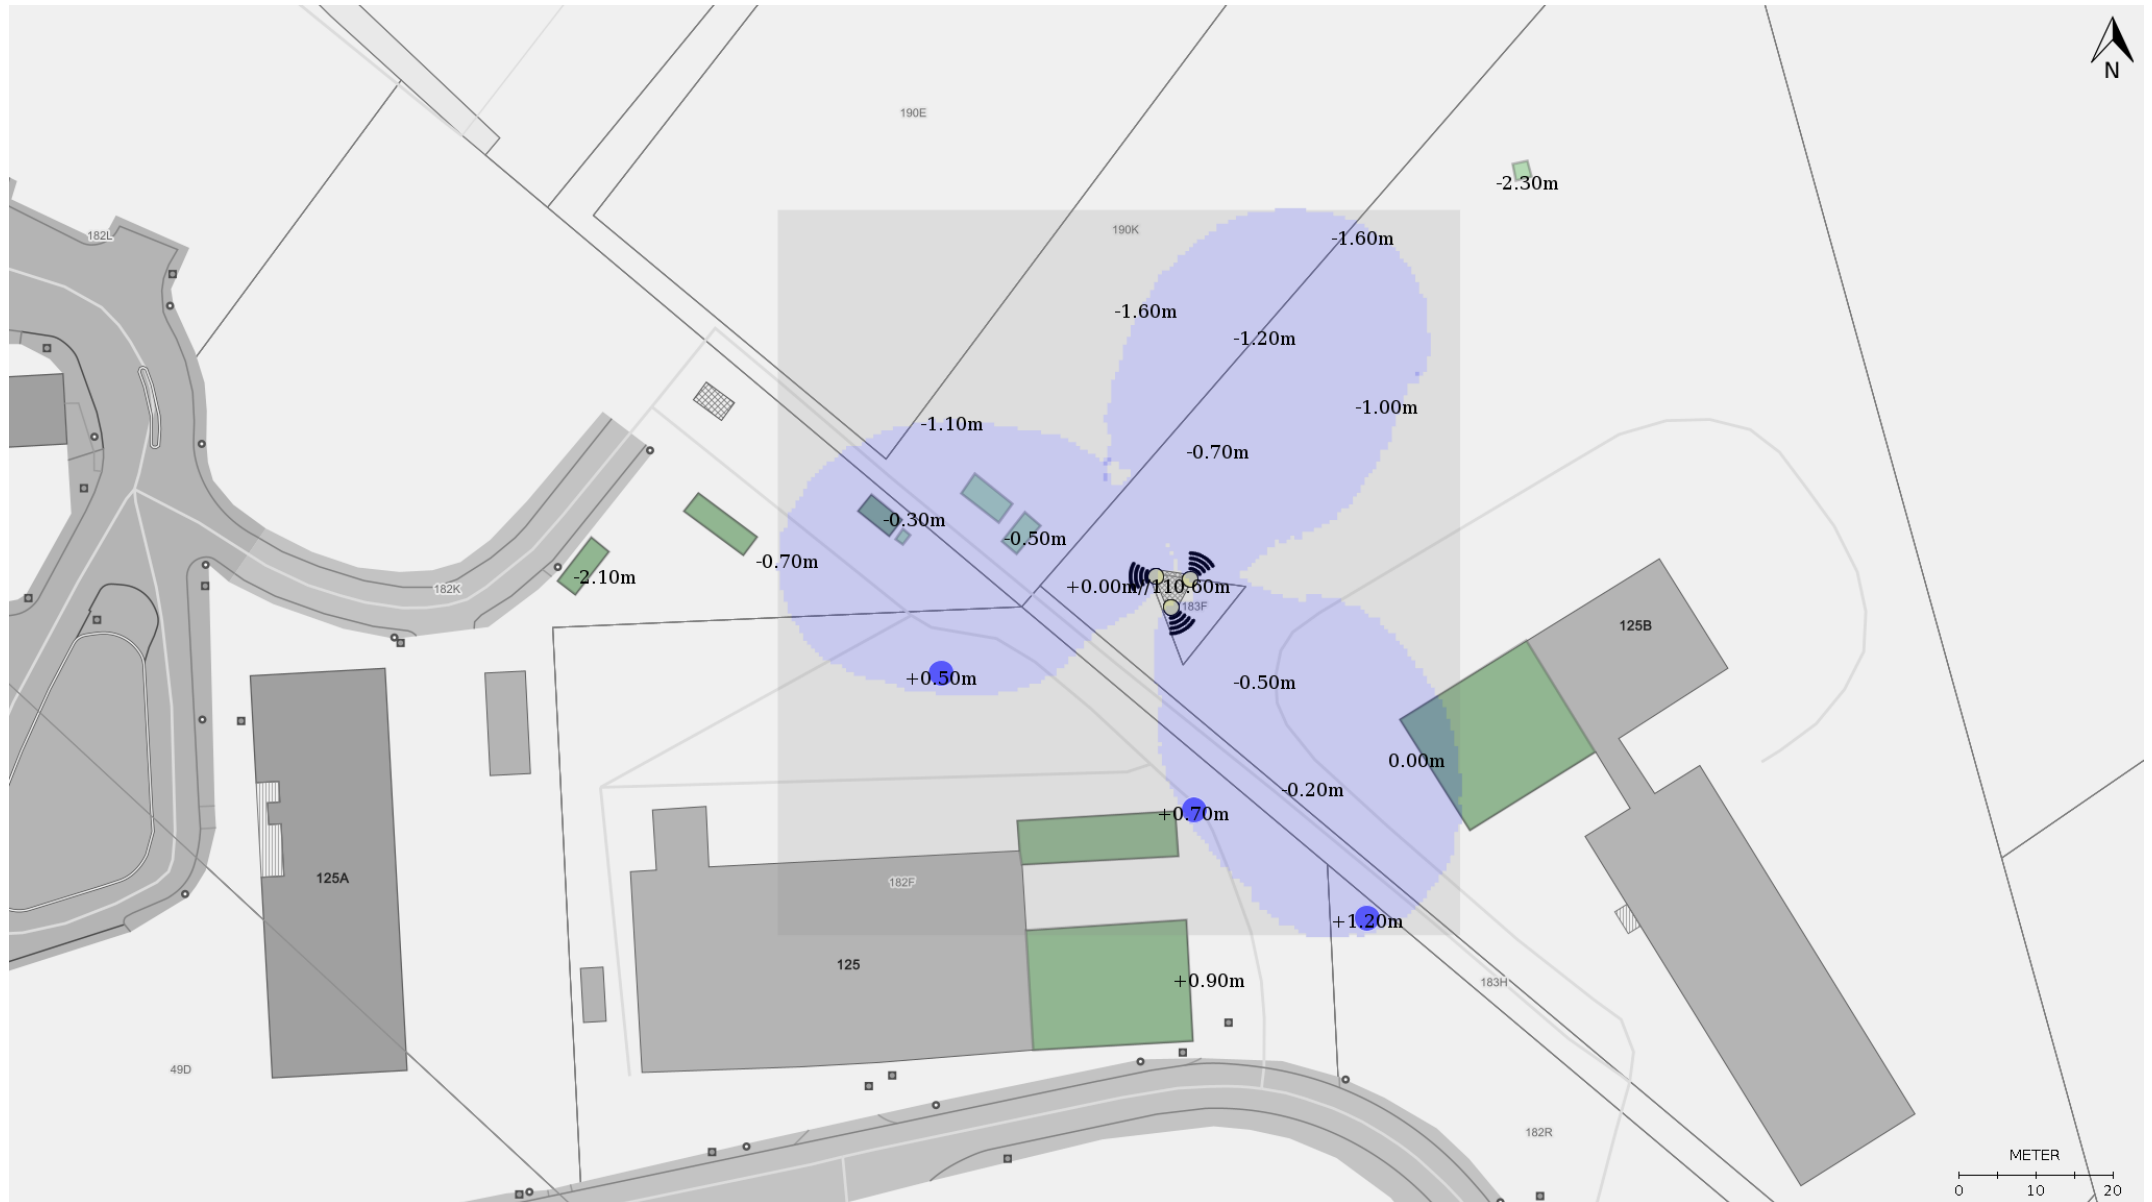 N
190E
-2.30m
190K
182L
-1.60m
-1.60m
-1.20m
-1.00m
-1.10m
-0.70m
-0.30m
-0.50m
-0.70m
-2.10m
182K
+0.00m//110.60m
183F
125B
+0.50m
-0.50m
0.00m
-0.20m
+0.70m
125A
182F
+1.20m
125
+0.90m
183H
49D
182R
METER
0 10 20